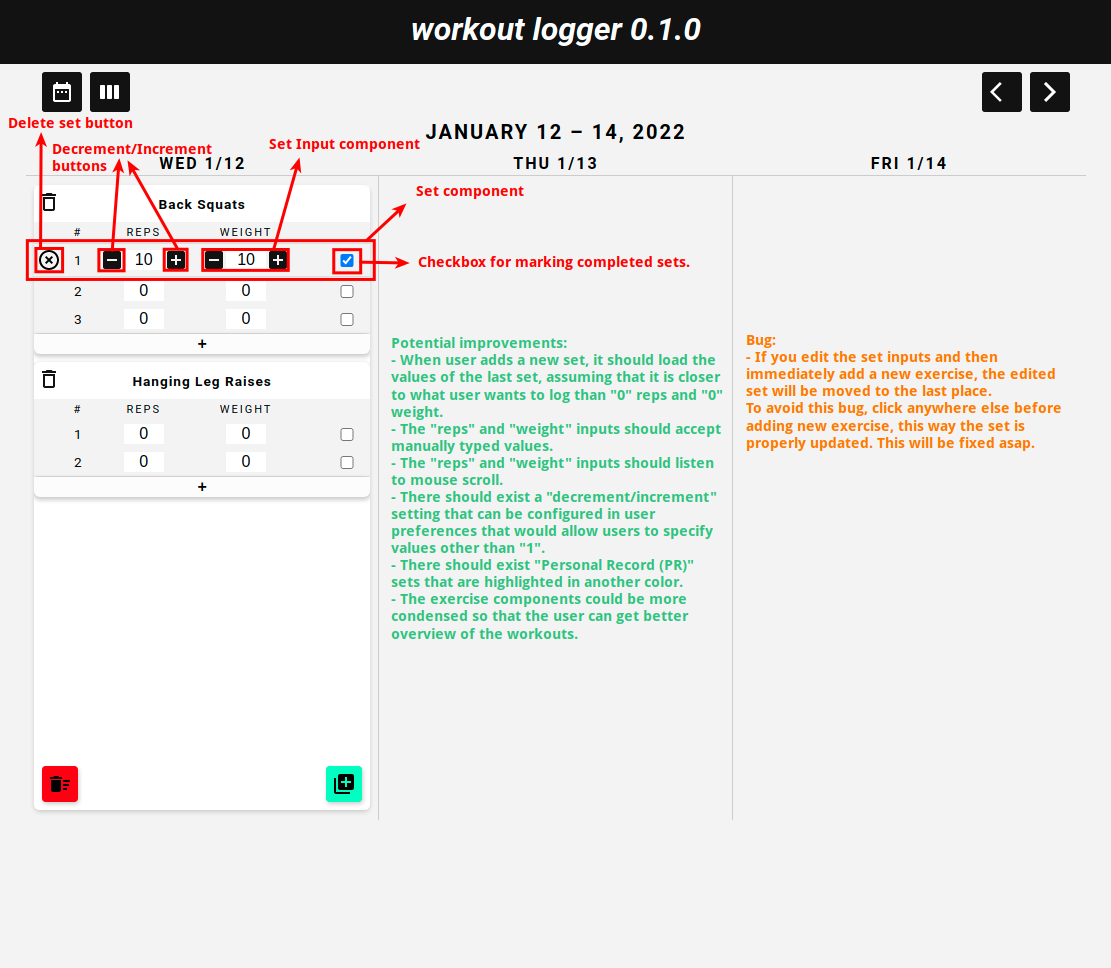 workout logger 0.1.0
JANUARY 12 – 14, 2022
Delete set button
Decrement/Increment
buttons
Set Input component
WED 1/12
THU 1/13
FRI 1/14
Set component
Back Squats
# REPS WEIGHT
1 10 10
Checkbox for marking completed sets.
2 0 0
3 0 0
+
Hanging Leg Raises
# REPS WEIGHT
1 0 0
2 0 0
+
Potential improvements:
- When user adds a new set, it should load the
values of the last set, assuming that it is closer
to what user wants to log than "0" reps and "0"
weight.
- The "reps" and "weight" inputs should accept
manually typed values.
- The "reps" and "weight" inputs should listen
to mouse scroll.
- There should exist a "decrement/increment"
setting that can be configured in user
preferences that would allow users to specify
values other than "1".
- There should exist "Personal Record (PR)"
sets that are highlighted in another color.
- The exercise components could be more
condensed so that the user can get better
overview of the workouts.
Bug:
- If you edit the set inputs and then
immediately add a new exercise, the edited
set will be moved to the last place.
To avoid this bug, click anywhere else before
adding new exercise, this way the set is
properly updated. This will be fixed asap.